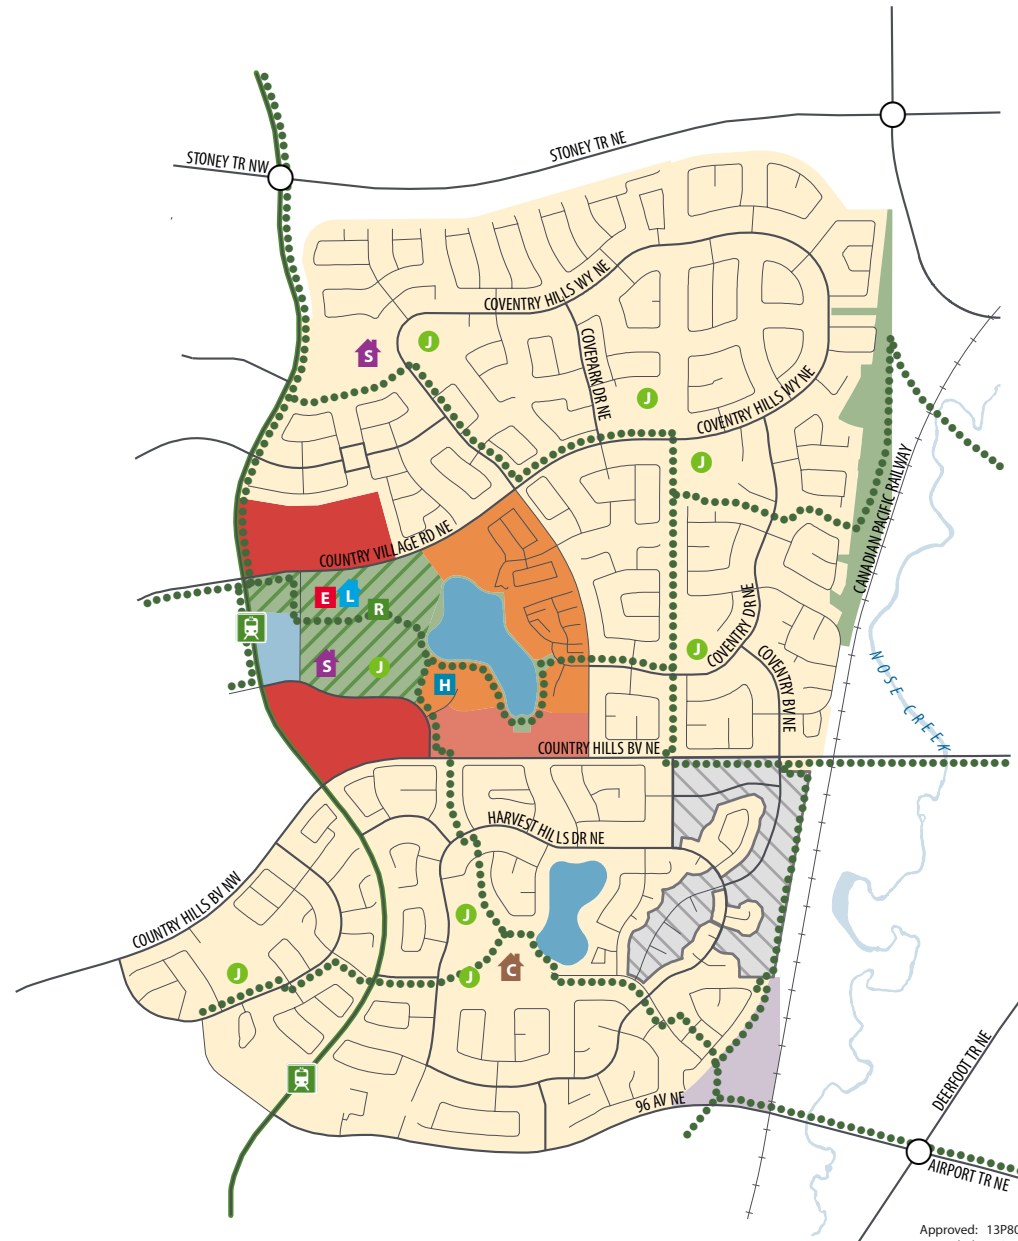 STONEY TR NE
STONEY TR NW
COVENTRY HILLS WY NE
COVEPARK DR NE
J
S
COVENTRY HILLS WY NE
J
J
CANADIAN PACIFIC RAILWAY
COUNTRY VILLAGE RD NE
E
L
R
COVENTRY DR NE
J
S
J
H
COVENTRY BV NE
NOSE CREEK
COUNTRY HILLS BV NE
HARVEST HILLS DR NE
COUNTRY HILLS BV NW
J
J
J
C
DEERFOOT TR NE
96 AV NE
AIRPORT TR NE
Approved: 13P80